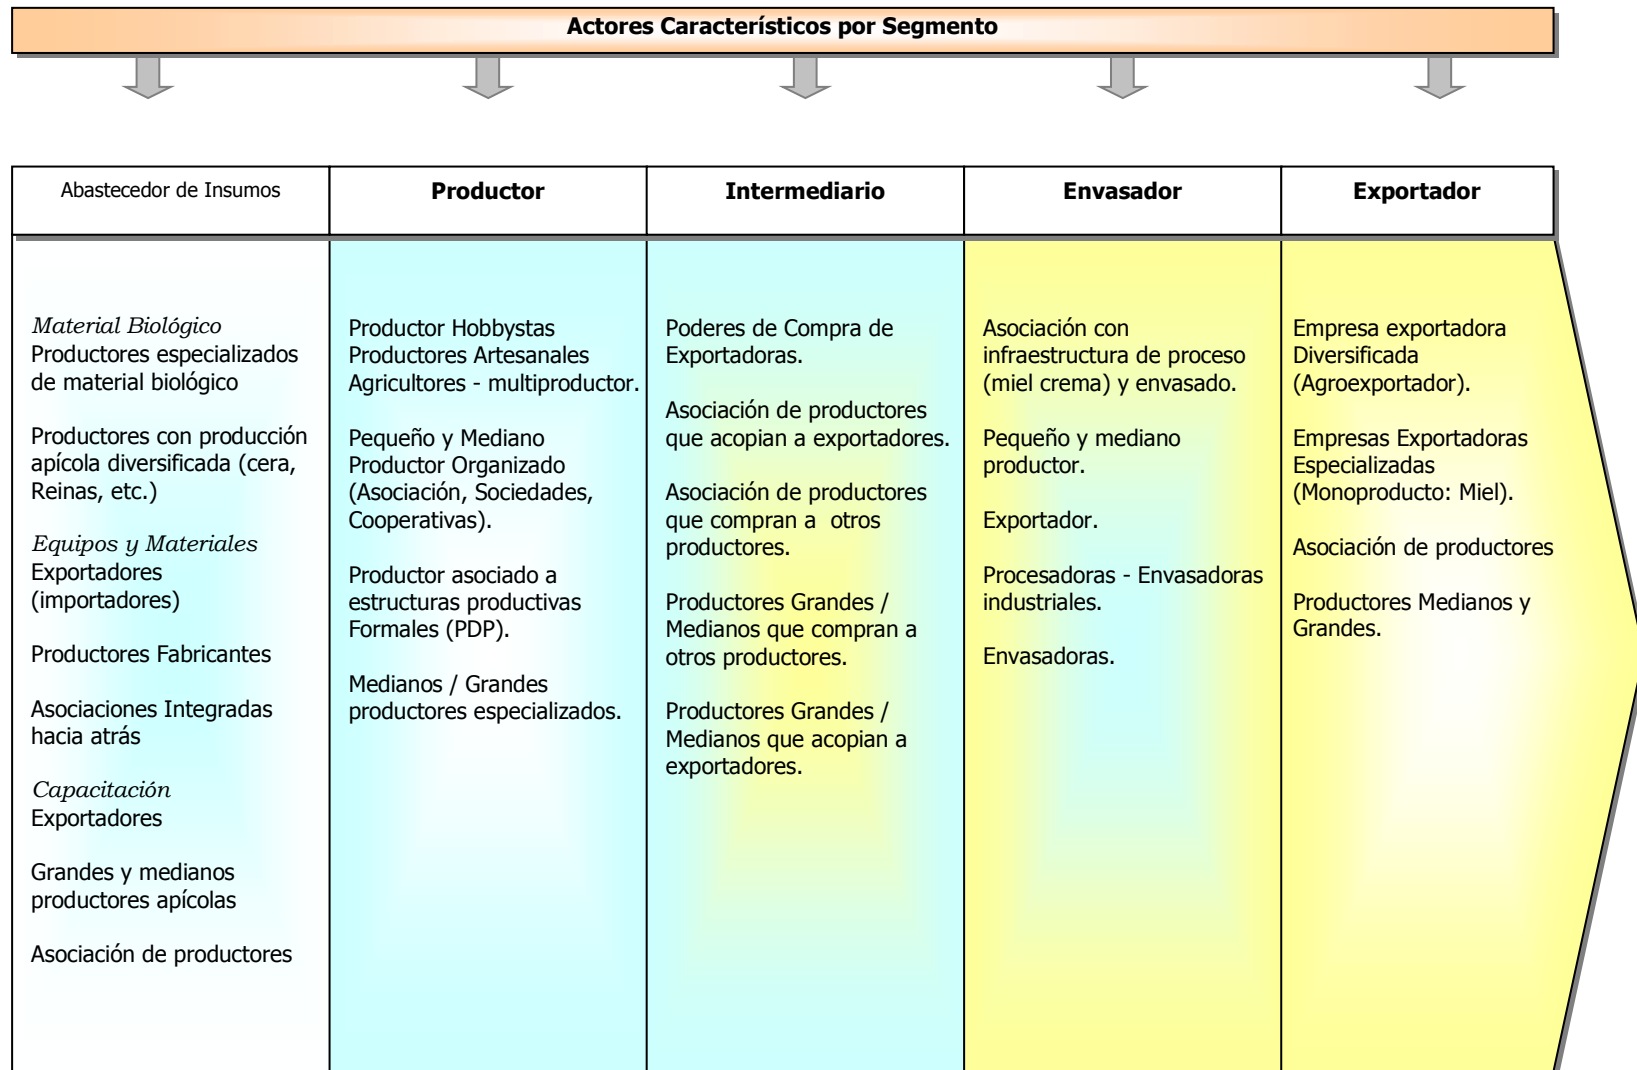 Actores Característicos por Segmento
Abastecedor de Insumos
Productor
Intermediario
Envasador
Exportador
Material Biológico
Productores especializados
de material biológico
Productores con producción
apícola diversificada (cera,
Reinas, etc.)
Equipos y Materiales
Exportadores
(importadores)
Productores Fabricantes
Asociaciones Integradas
hacia atrás
Capacitación
Exportadores
Grandes y medianos
productores apícolas
Asociación de productores
Productor Hobbystas
Productores Artesanales
Agricultores - multiproductor.
Pequeño y Mediano
Productor Organizado
(Asociación, Sociedades,
Cooperativas).
Productor asociado a
estructuras productivas
Formales (PDP).
Medianos / Grandes
productores especializados.
Poderes de Compra de
Exportadoras.
Asociación de productores
que acopian a exportadores.
Asociación de productores
que compran a  otros
productores.
Productores Grandes /
Medianos que compran a
otros productores.
Productores Grandes /
Medianos que acopian a
exportadores.
Asociación con
infraestructura de proceso
(miel crema) y envasado.
Pequeño y mediano
productor.
Exportador.
Procesadoras - Envasadoras
industriales.
Envasadoras.
Empresa exportadora
Diversificada
(Agroexportador).
Empresas Exportadoras
Especializadas
(Monoproducto: Miel).
Asociación de productores
Productores Medianos y
Grandes.